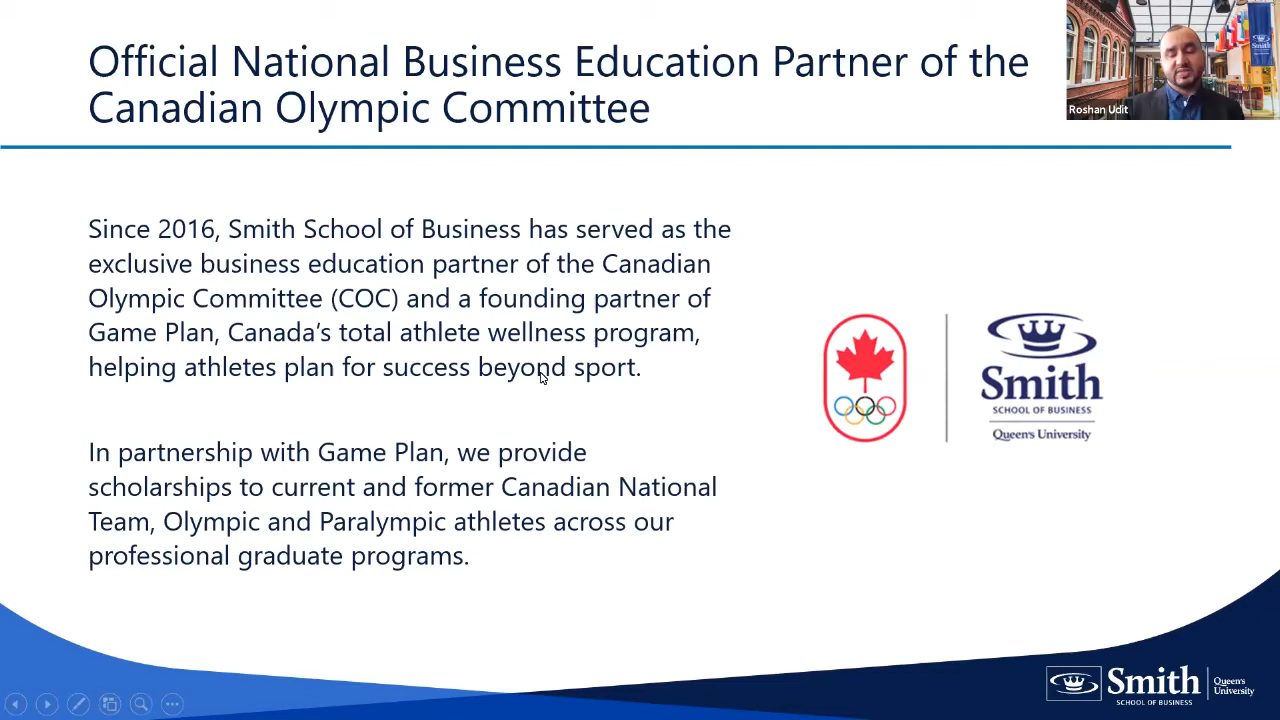 Official National Business Education Partner of the
Canadian Olympic Committee
Roshan Udit
Smith
Since 2016, Smith School of Business has served as the
exclusive business education partner of the Canadian
Olympic Committee (COC) and a founding partner of
Game Plan, Canada’s total athlete wellness program,
helping athletes plan for success beyond sport.
In partnership with Game Plan, we provide
scholarships to current and former Canadian National
Team, Olympic and Paralympic athletes across our
professional graduate programs.
Smith
SCHOOL OF BUSINESS
Queen's University
Smith
SCHOOL OF BUSINESS
Queen's
University